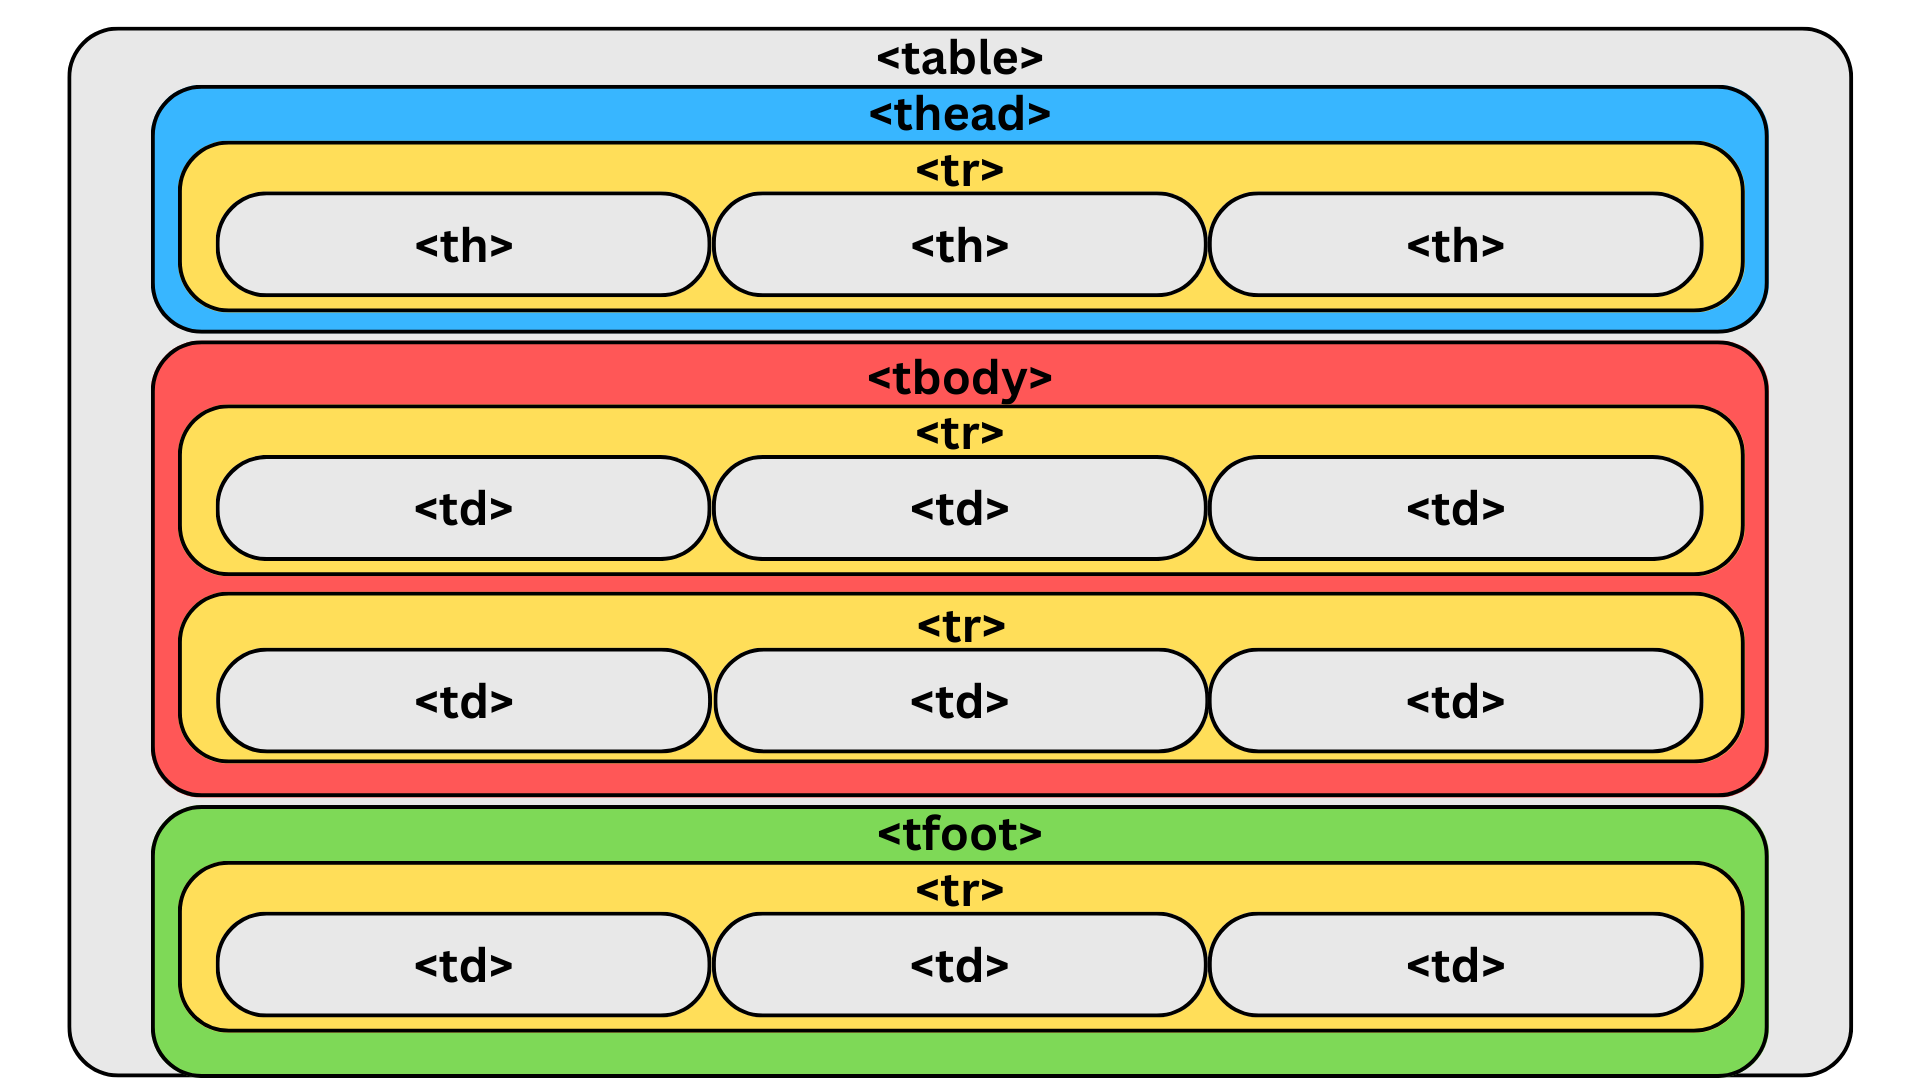 <table>
<thead>
<tr>
<th> <th> <th>
<tbody>
<tr>
<td> <td> <td>
<tr>
<td> <td> <td>
<tfoot>
<tr>
<td> <td> <td>